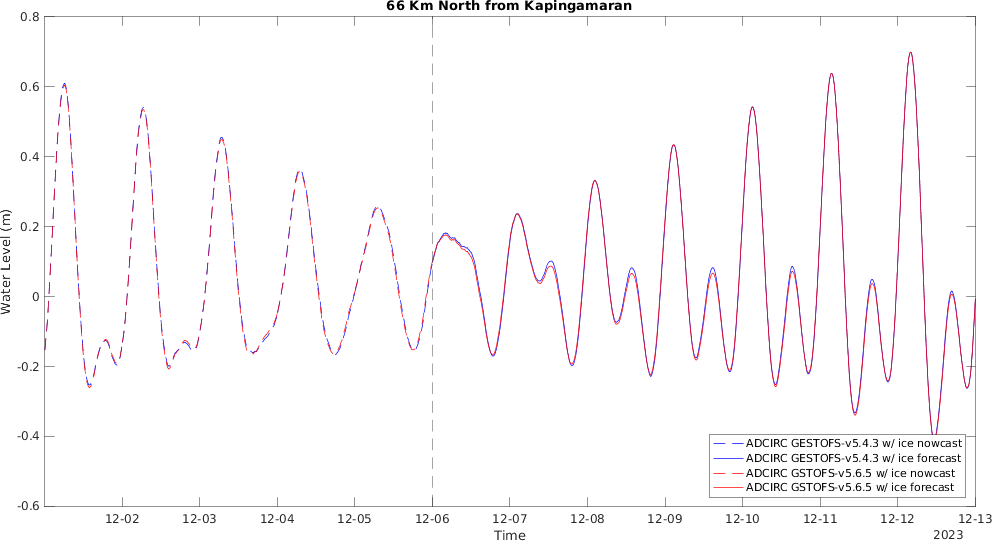 66 Km North from Kapingamaran
0.8
0.6
0.4
0.2
0
-0.2
-0.4
-0.6
Water Level (m)
ADCIRC GESTOFS-v5.4.3 w/ ice nowcast
ADCIRC GESTOFS-v5.4.3 w/ ice forecast
ADCIRC GSTOFS-v5.6.5 w/ ice nowcast
ADCIRC GSTOFS-v5.6.5 w/ ice forecast
12-02 12-03 12-04 12-05 12-06 12-07 12-08 12-09 12-10 12-11 12-12 12-13
Time
2023